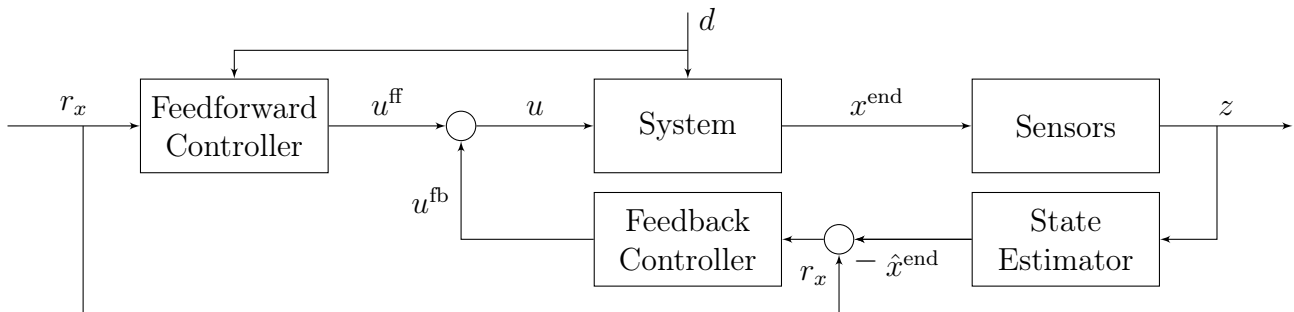 d
r_x
Feedforward
Controller
u^ff
u
System
x^end
Sensors
z
u^fb
Feedback
Controller
r_x
− x̂^end
State
Estimator